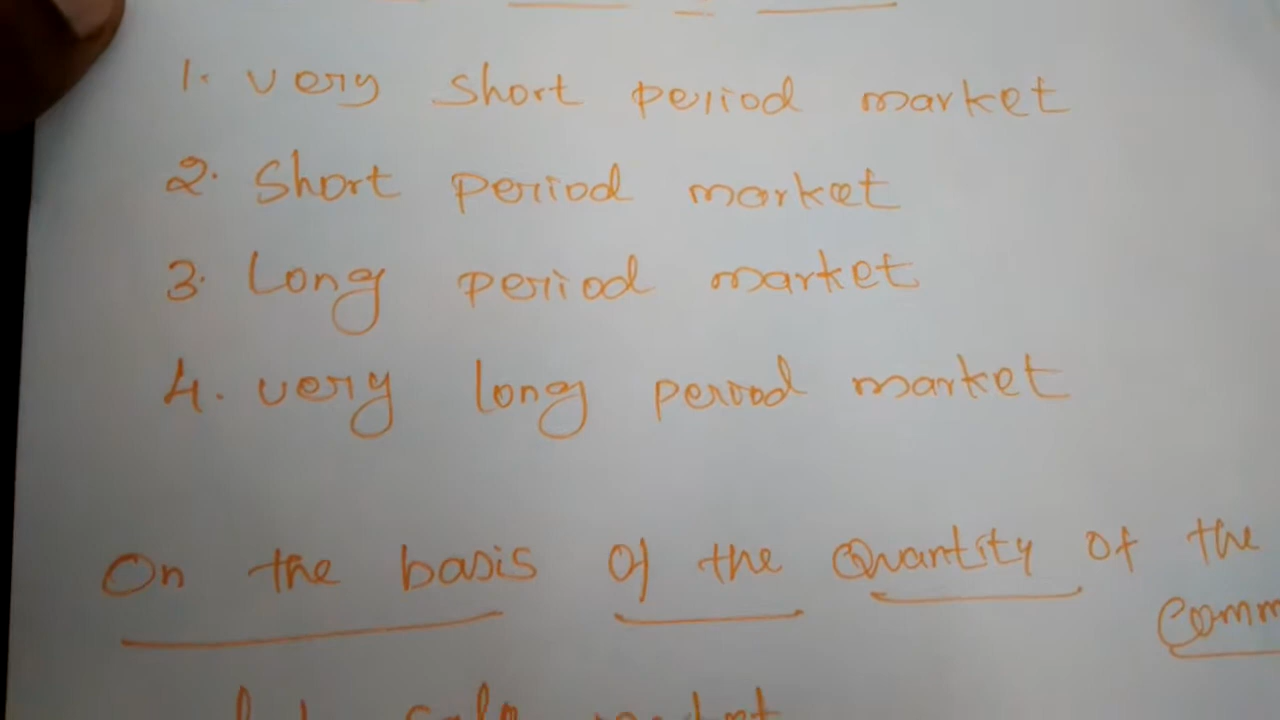 1. Very short period market
2. Short period market
3. Long period market
4. very long period market
On the basis of the Quantity of the
market